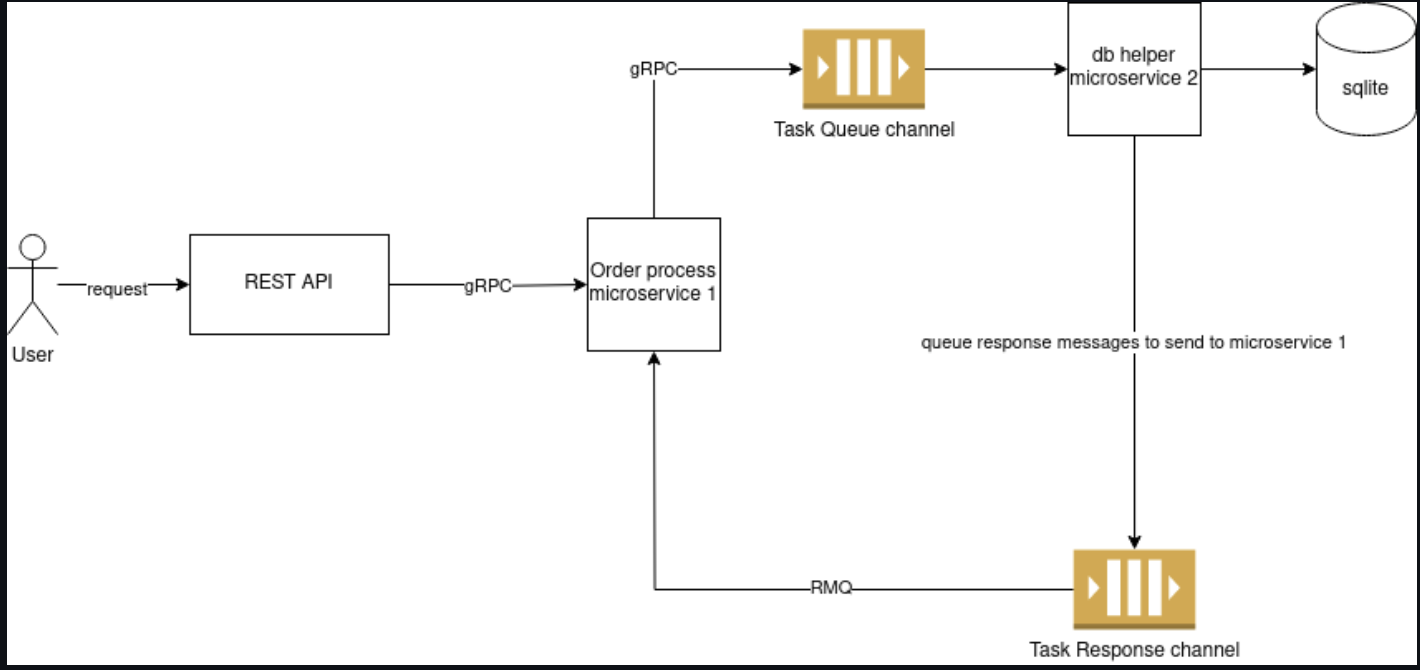 gRPC
Task Queue channel
db helper
microservice 2
sqlite
User
request
REST API
gRPC
Order process
microservice 1
queue response messages to send to microservice 1
RMQ
Task Response channel